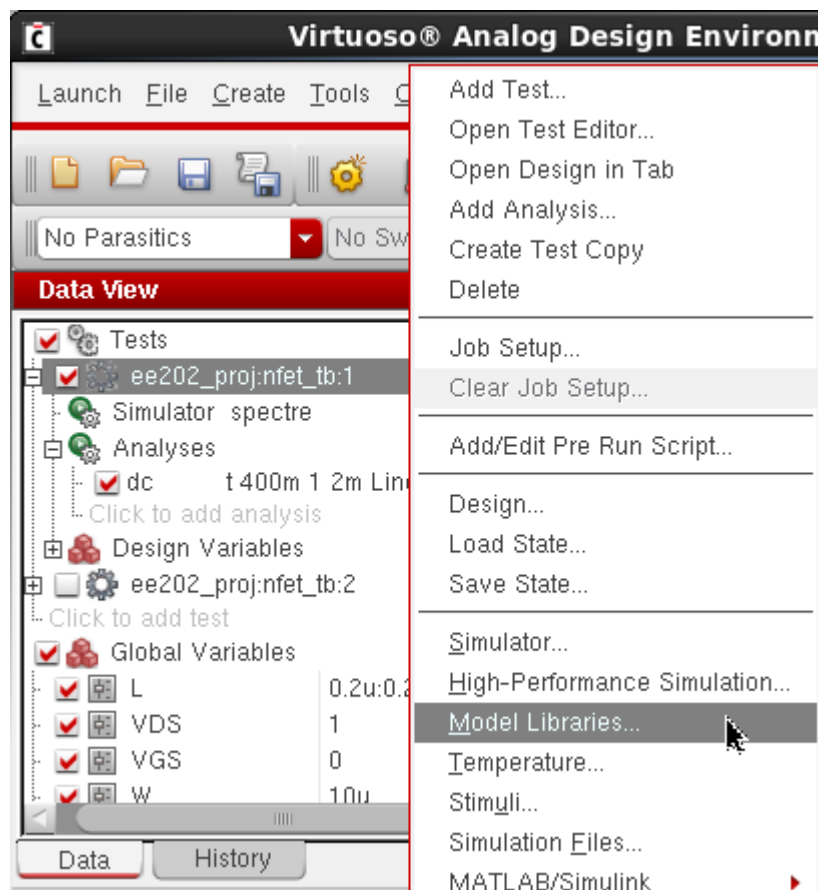 Virtuoso® Analog Design Environn
Launch File Create Tools
No Parasitics
No Sw
Data View
Tests
ee202_proj:nfet_tb:1
Simulator spectre
Analyses
dc t 400m 1 2m Line
Click to add analysis
Design Variables
ee202_proj:nfet_tb:2
Click to add test
Global Variables
L 0.2u:0.2
VDS 1
VGS 0
W 10u
Data History
Add Test...
Open Test Editor...
Open Design in Tab
Add Analysis...
Create Test Copy
Delete
Job Setup...
Clear Job Setup...
Add/Edit Pre Run Script...
Design...
Load State...
Save State...
Simulator...
High-Performance Simulation...
Model Libraries...
Temperature...
Stimuli...
Simulation Files...
MATLAB/Simulink